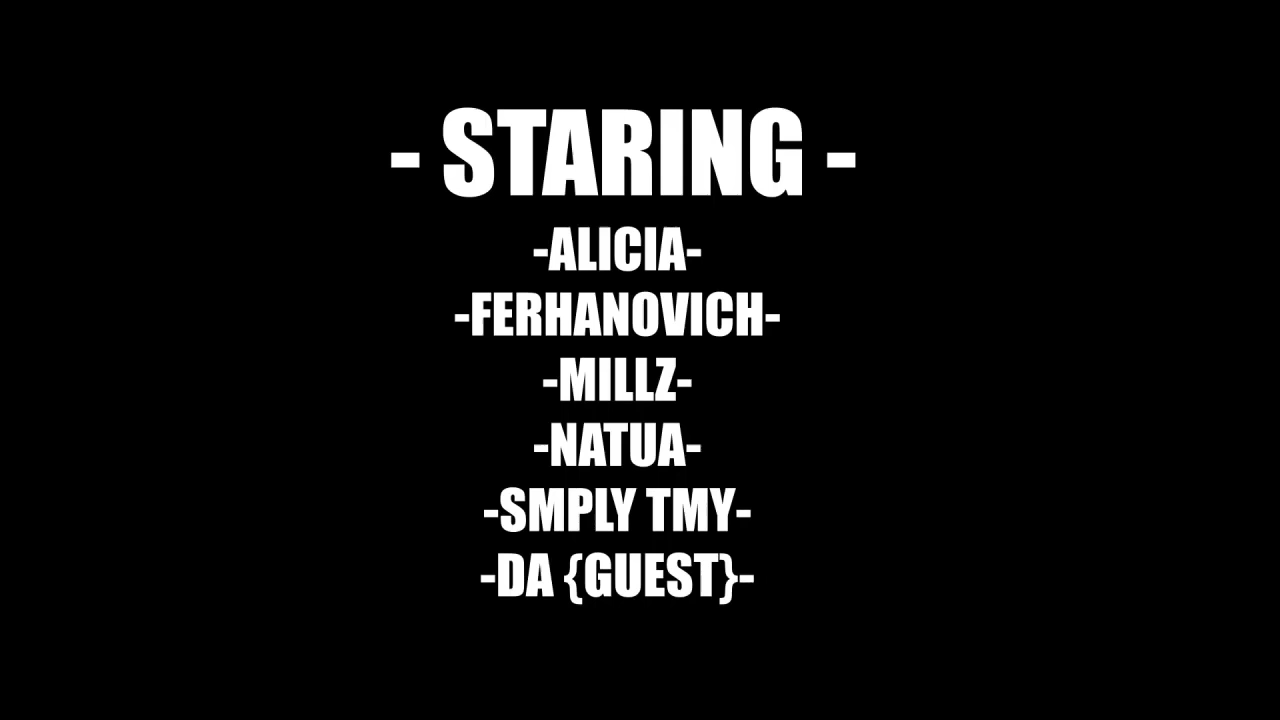 - STARING -
-ALICIA-
-FERHANOVICH-
-MILLZ-
-NATUA-
-SMPLY TMY-
-DA {GUEST}-